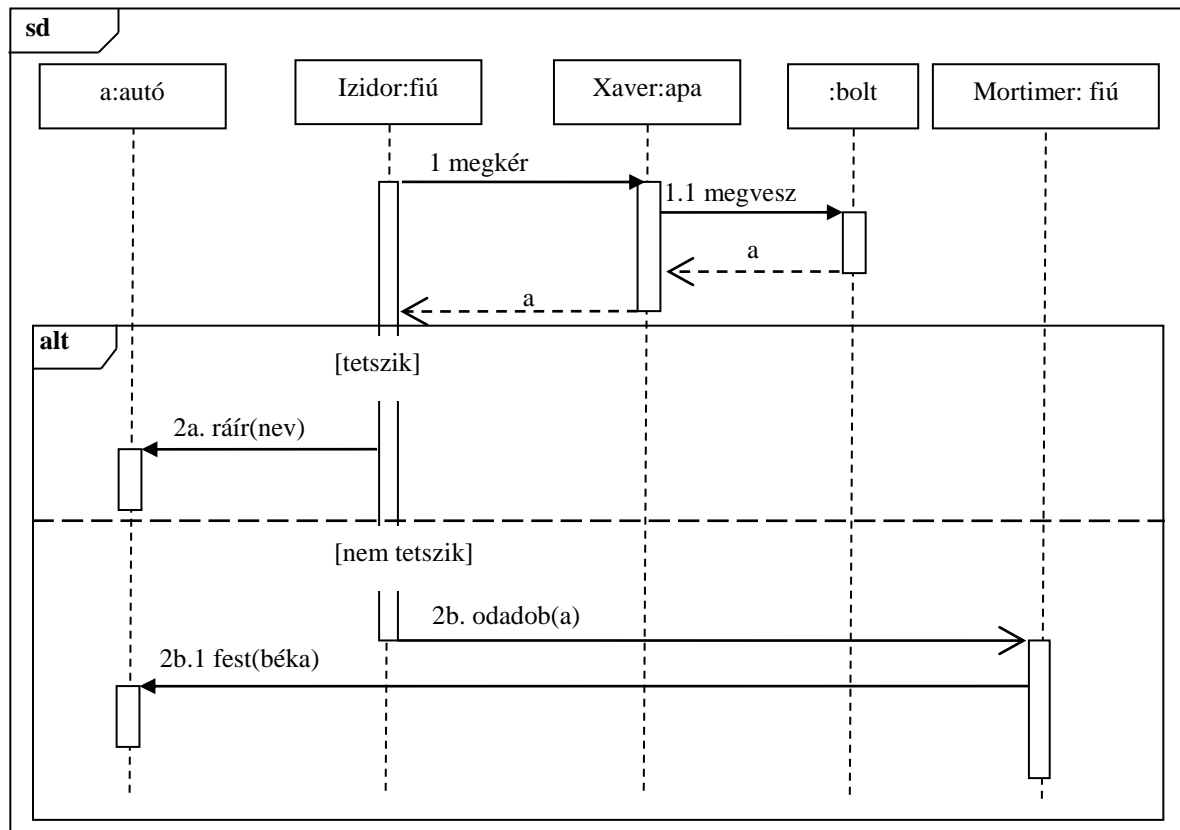 sd
a:autó
Izidor:fiú
Xaver:apa
:bolt
Mortimer: fiú
1 megkér
1.1 megvesz
a
a
alt
[tetszik]
2a. ráír(nev)
[nem tetszik]
2b. odadob(a)
2b.1 fest(béka)